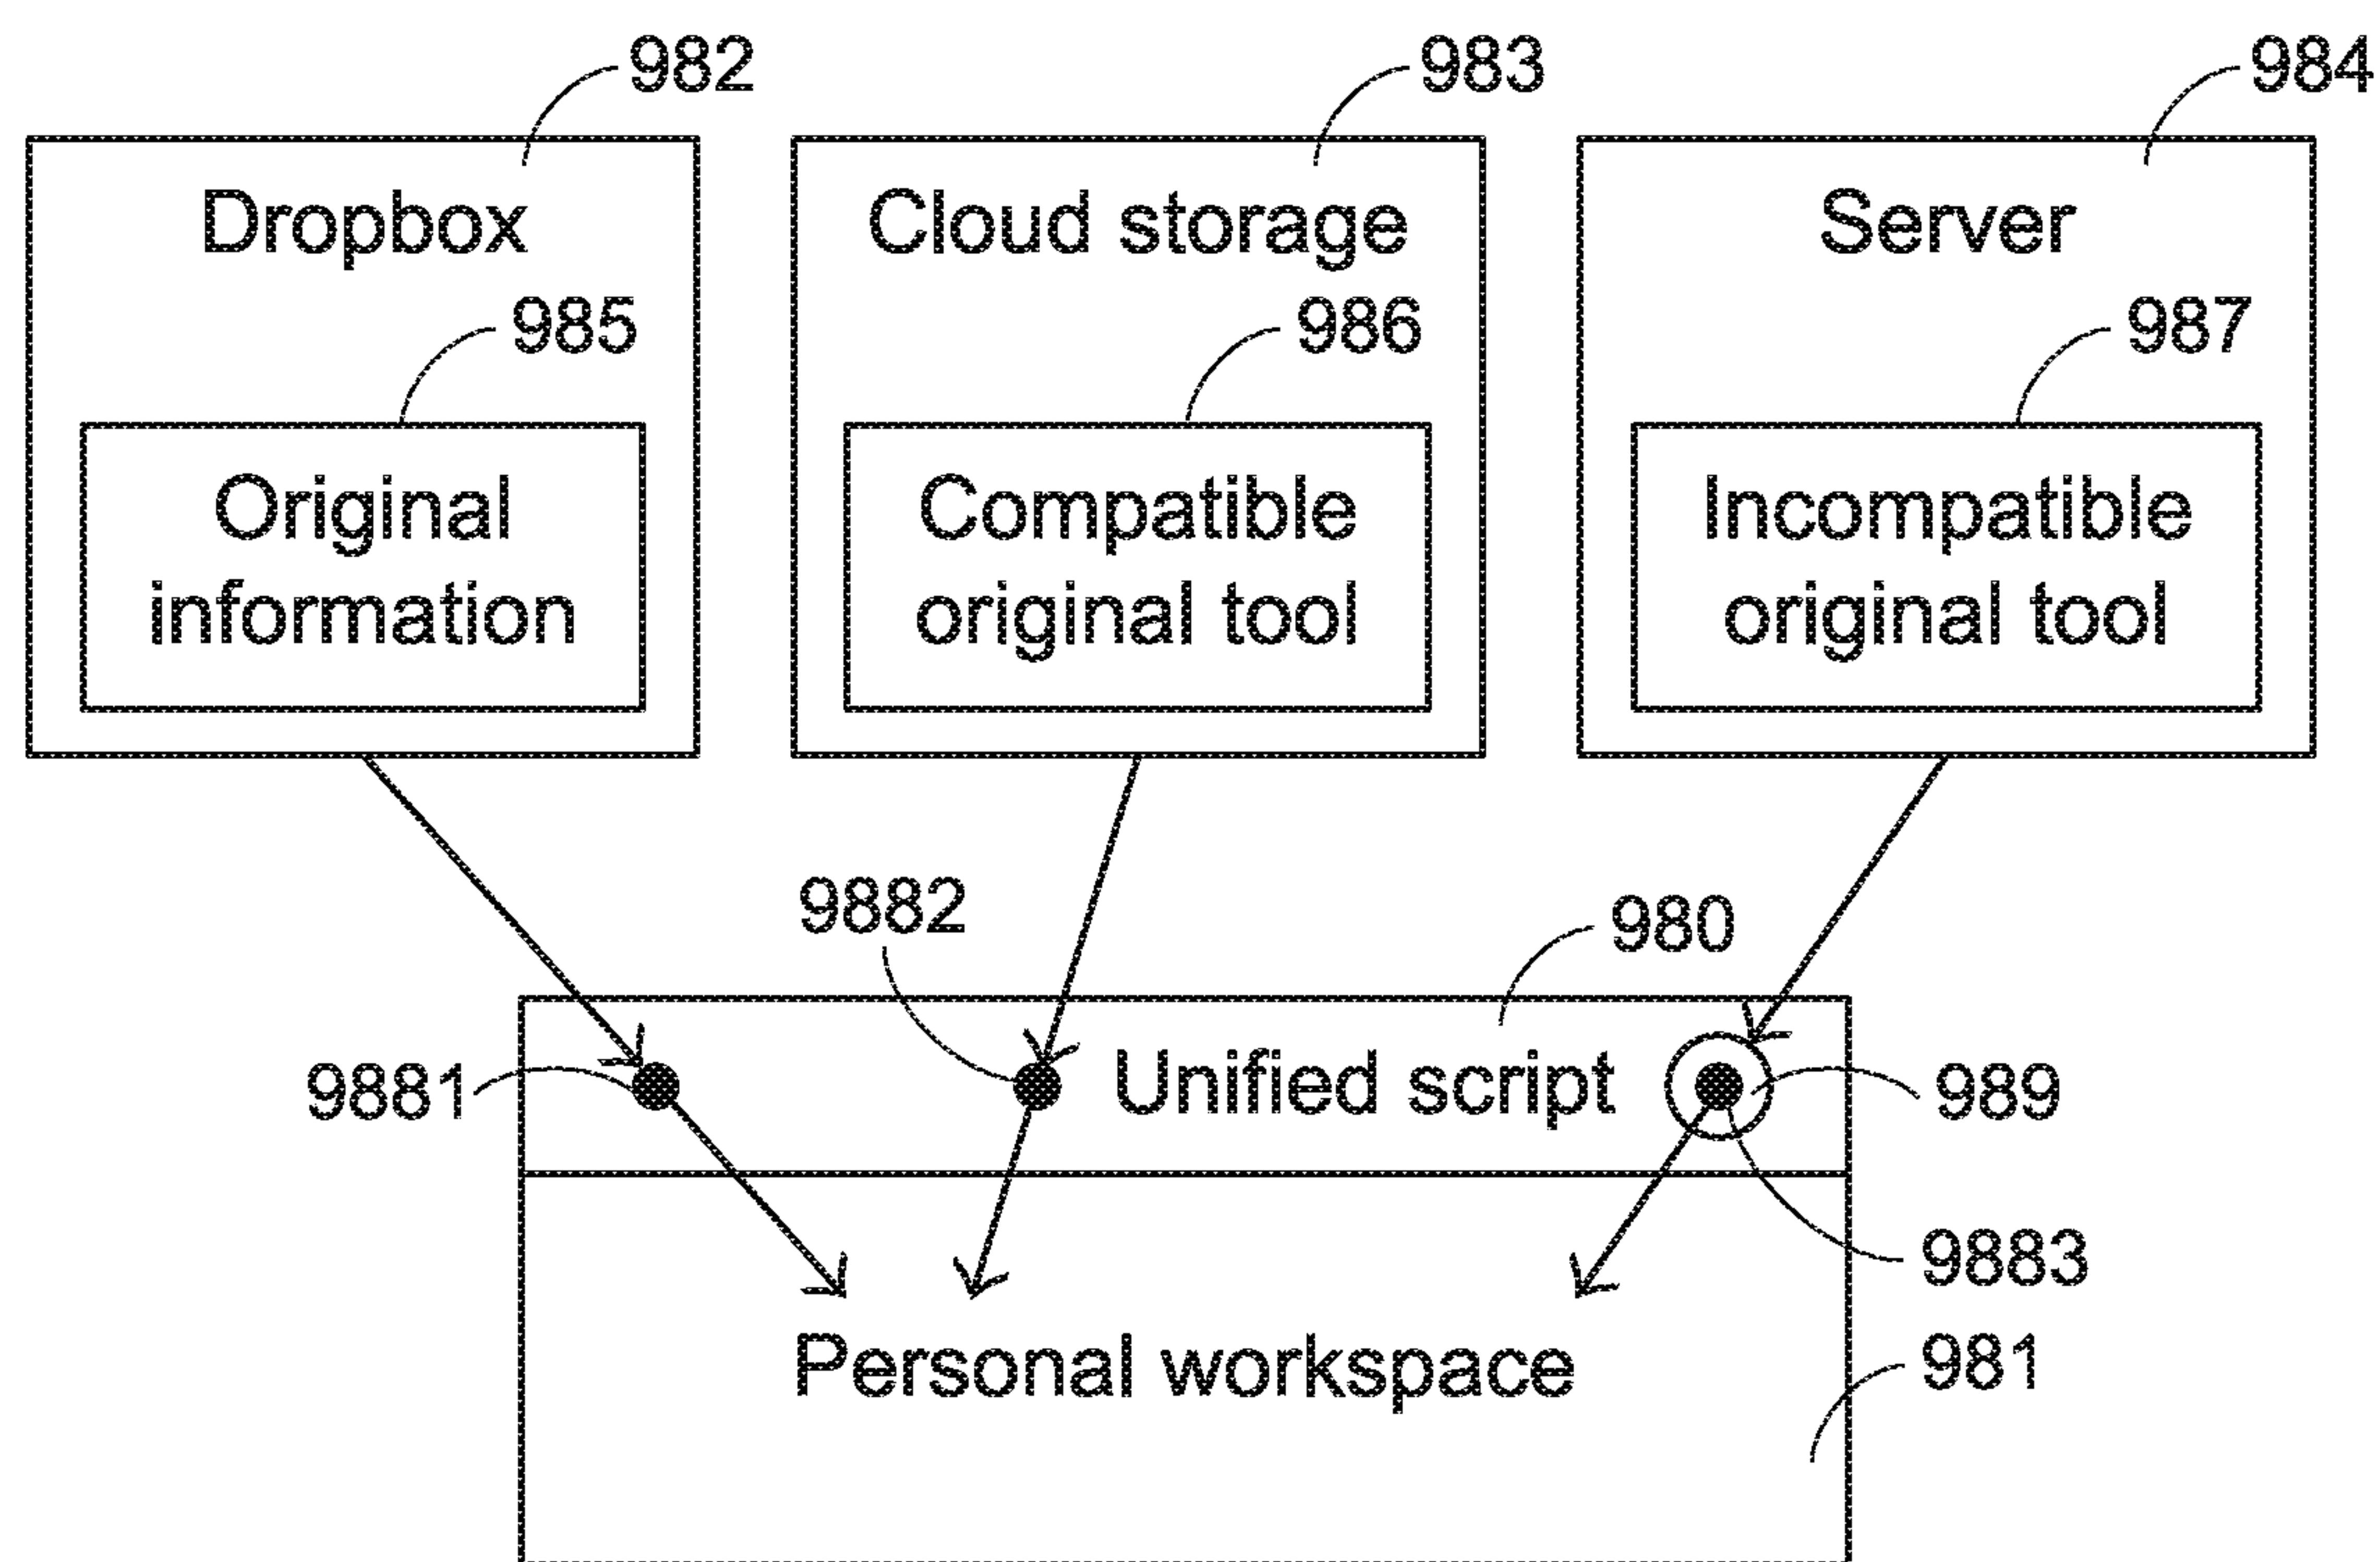 982
983
984
Dropbox
Cloud storage
Server
985
986
987
Original
information
Compatible
original tool
Incompatible
original tool
9882
980
9881
Unified script
989
9883
Personal workspace
981